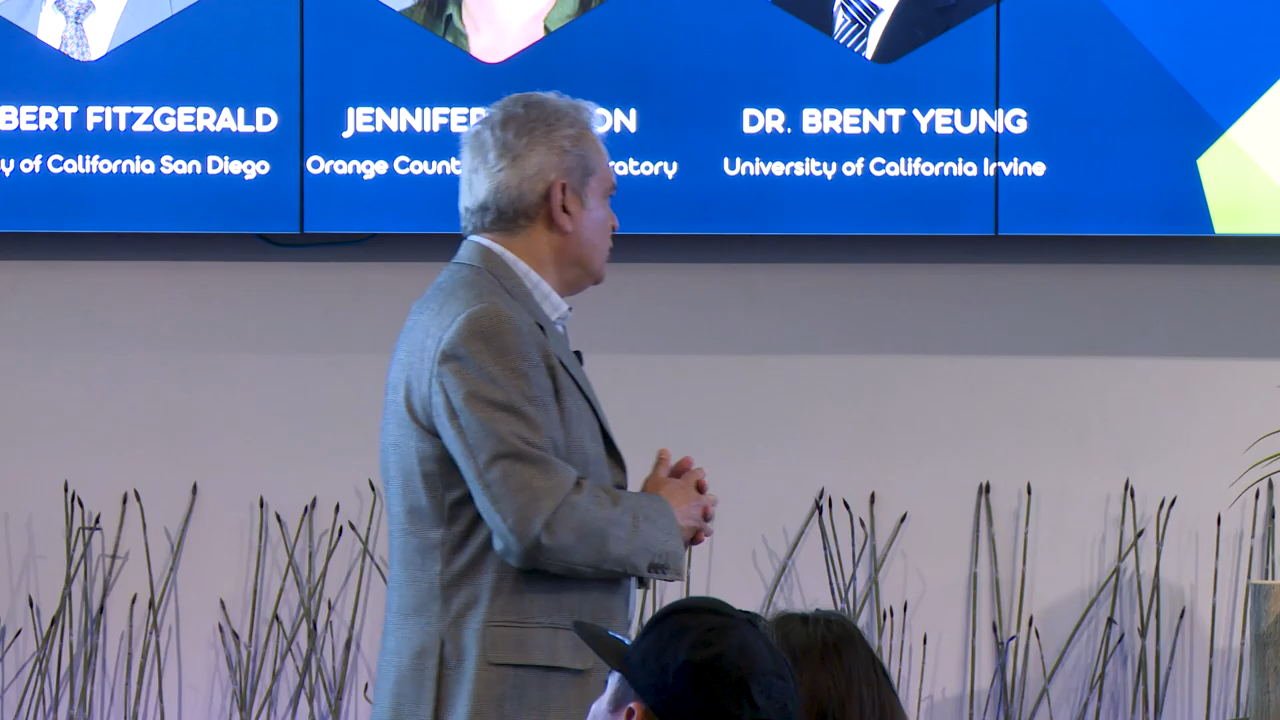 BERT FITZGERALD
y of California San Diego
JENNIFER ON
Orange Count ratory
DR. BRENT YEUNG
University of California Irvine